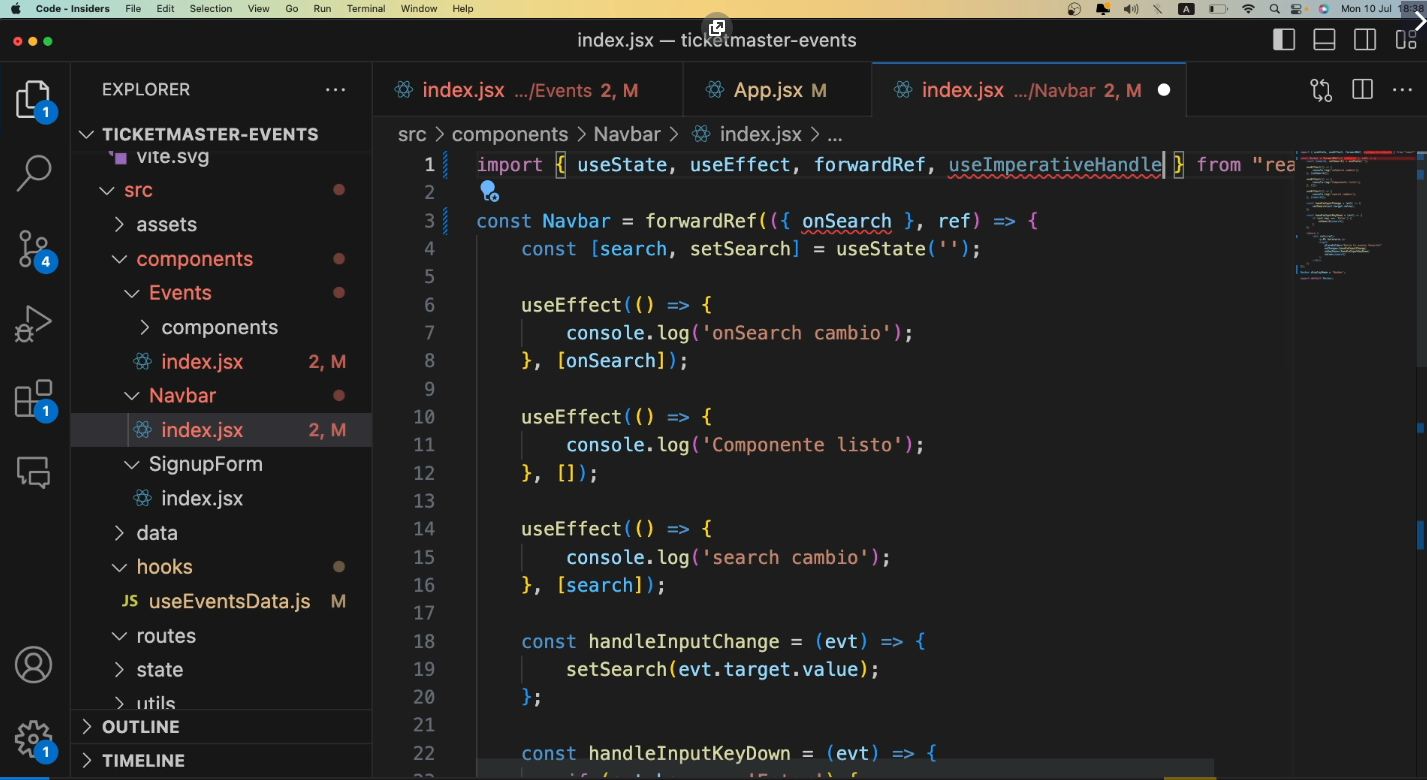 Code - Insiders File Edit Selection View Go Run Terminal Window Help A Mon 10 Jul 18:38
index.jsx — ticketmaster-events
EXPLORER ...
TICKETMASTER-EVENTS
vite.svg
src
assets
components
Events
components
index.jsx 2, M
Navbar
index.jsx 2, M
SignupForm
index.jsx
data
hooks
JS useEventsData.js M
routes
state
utils
OUTLINE
TIMELINE
1
4
1
1
index.jsx .../Events 2, M App.jsx M index.jsx .../Navbar 2, M
src > components > Navbar > index.jsx > ...
1 import { useState, useEffect, forwardRef, useImperativeHandle } from "rea
2
3 const Navbar = forwardRef(({ onSearch }, ref) => {
4 const [search, setSearch] = useState('');
5
6 useEffect(() => {
7 console.log('onSearch cambio');
8 }, [onSearch]);
9
10 useEffect(() => {
11 console.log('Componente listo');
12 }, []);
13
14 useEffect(() => {
15 console.log('search cambio');
16 }, [search]);
17
18 const handleInputChange = (evt) => {
19 setSearch(evt.target.value);
20 };
21
22 const handleInputKeyDown = (evt) => {